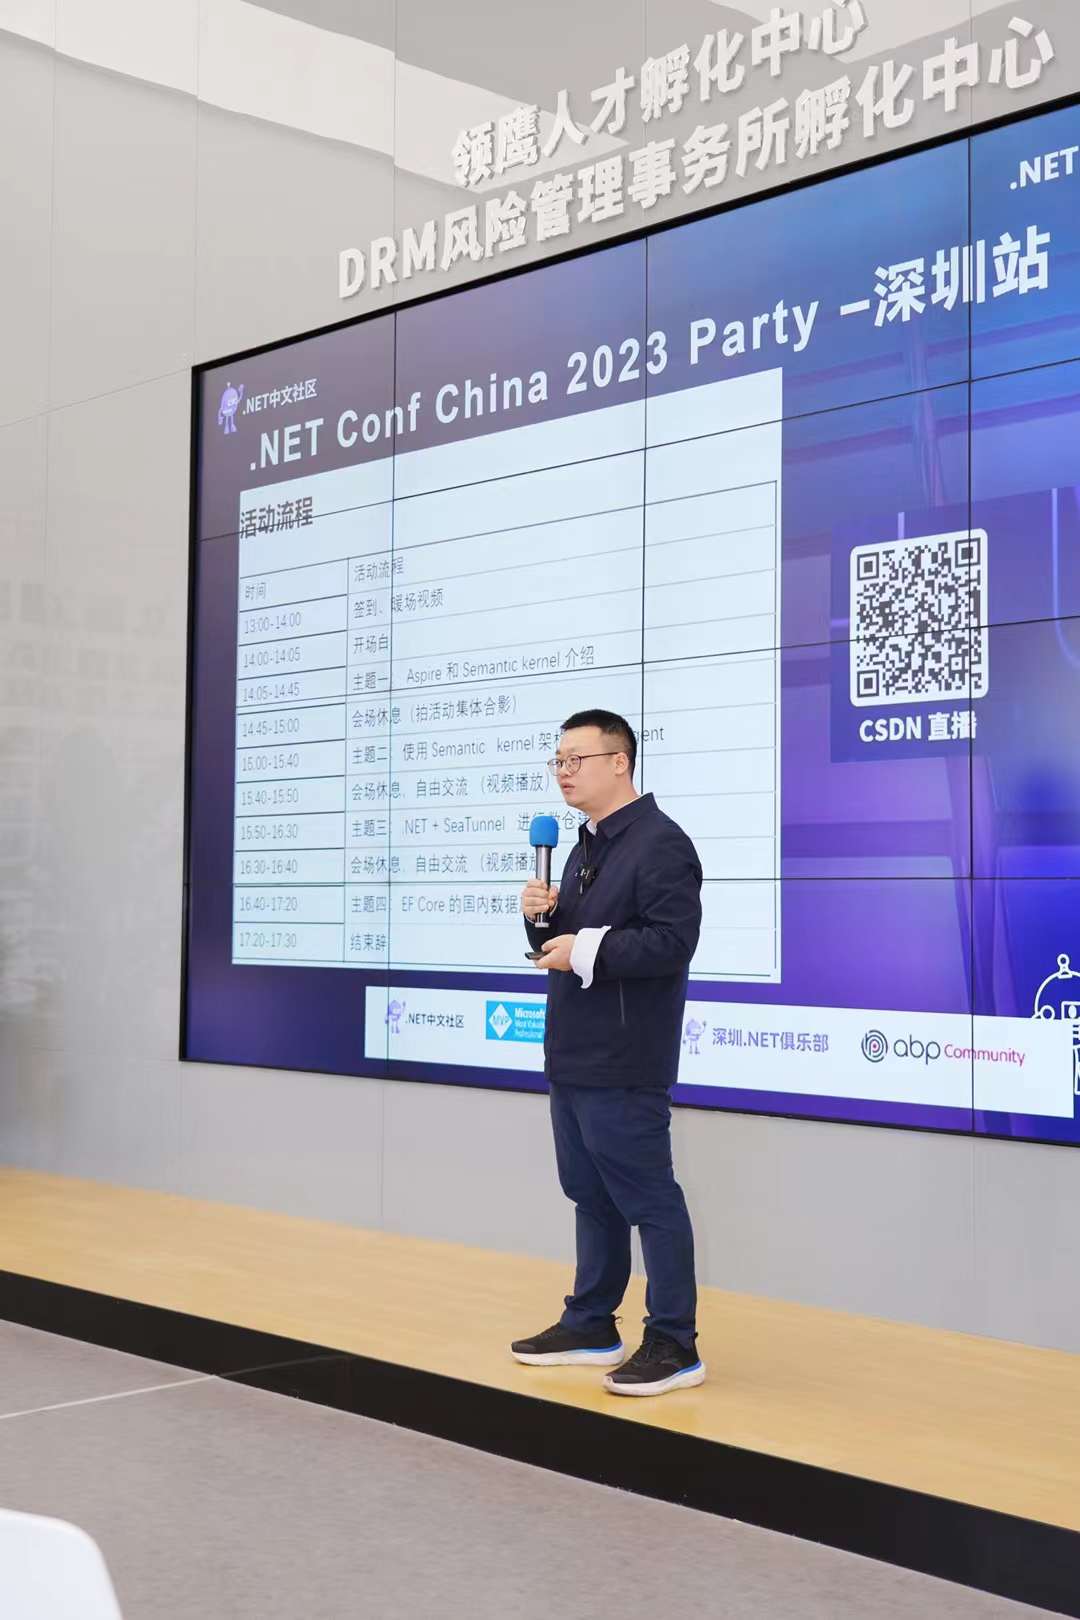 领鹰人才孵化中心
DRM风险管理事务所孵化中心
.NET
.NET中文社区
.NET Conf China 2023 Party –深圳站
活动流程
时间 活动流程
13:00-14:00 签到、暖场视频
14:00-14:05 开场白
14:05-14:45 主题一： Aspire 和 Semantic kernel 介绍
14:45-15:00 会场休息（拍活动集体合影）
15:00-15:40 主题二：使用 Semantic kernel 架
15:40-15:50 会场休息、自由交流 （视频播放）
15:50-16:30 主题三：.NET + SeaTunnel 进行数仓
16:30-16:40 会场休息、自由交流 （视频播放
16:40-17:20 主题四：EF Core 的国内数据
17:20-17:30 结束辞
CSDN 直播
.NET中文社区
MVP
Microsoft
Most Valuable
Professional
深圳.NET俱乐部
abp Community